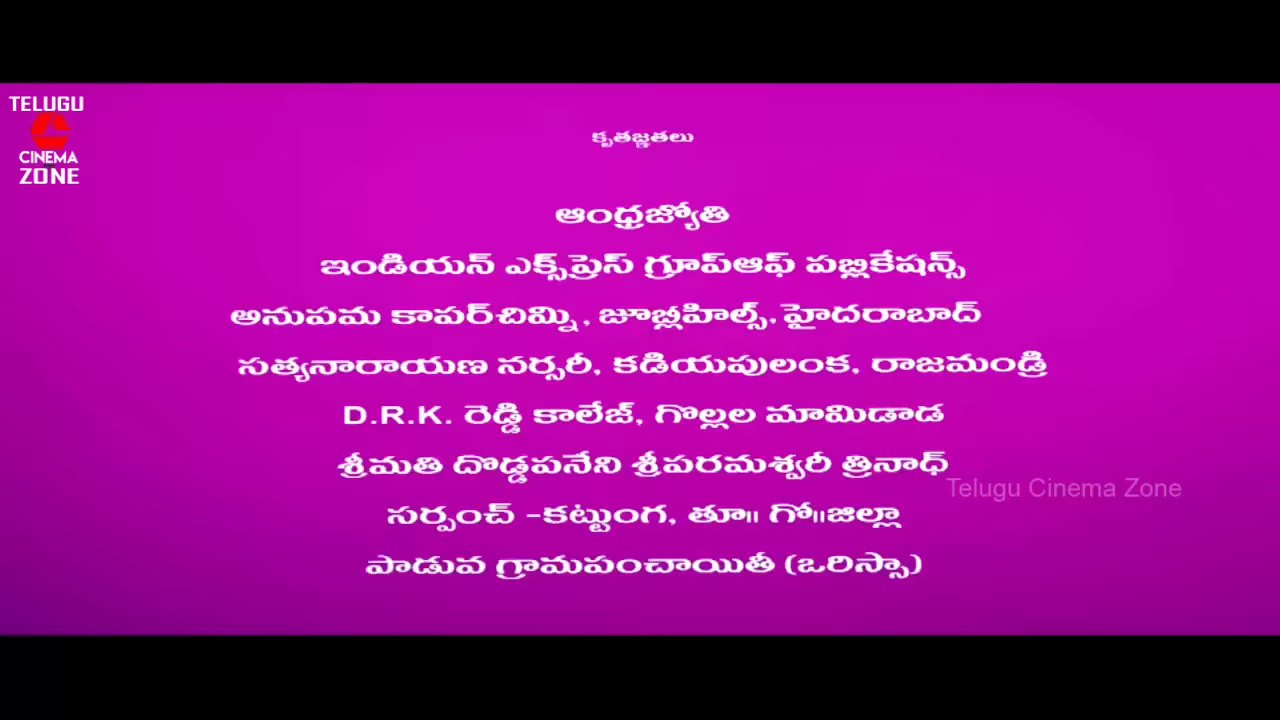 TELUGU
CINEMA
ZONE
కృతజ్ఞతలు
ఆంధ్రజ్యోతి
ఇండియన్ ఎక్స్‌ప్రెస్ గ్రూప్ఆఫ్ పబ్లికేషన్స్
అనుపమ కాపర్‌చిమ్ని, జూబ్లీహిల్స్. హైదరాబాద్
సత్యనారాయణ నర్సరీ, కడియపులంక, రాజమండ్రి
D.R.K. రెడ్డి కాలేజ్, గొల్లల మామిడాడ
శ్రీమతి దొడ్డపనేని శ్రీపరమశ్వరీ త్రినాధ్
Telugu Cinema Zone
సర్పంచ్ -కట్టుంగ, తూ॥ గో॥జిల్లా
పాడువ గ్రామపంచాయితీ (ఒరిస్సా)